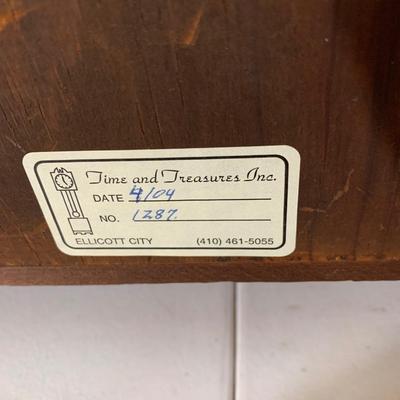 Time and Treasures Inc.
DATE 4/04
NO. 1287.
ELLICOTT CITY (410) 461-5055